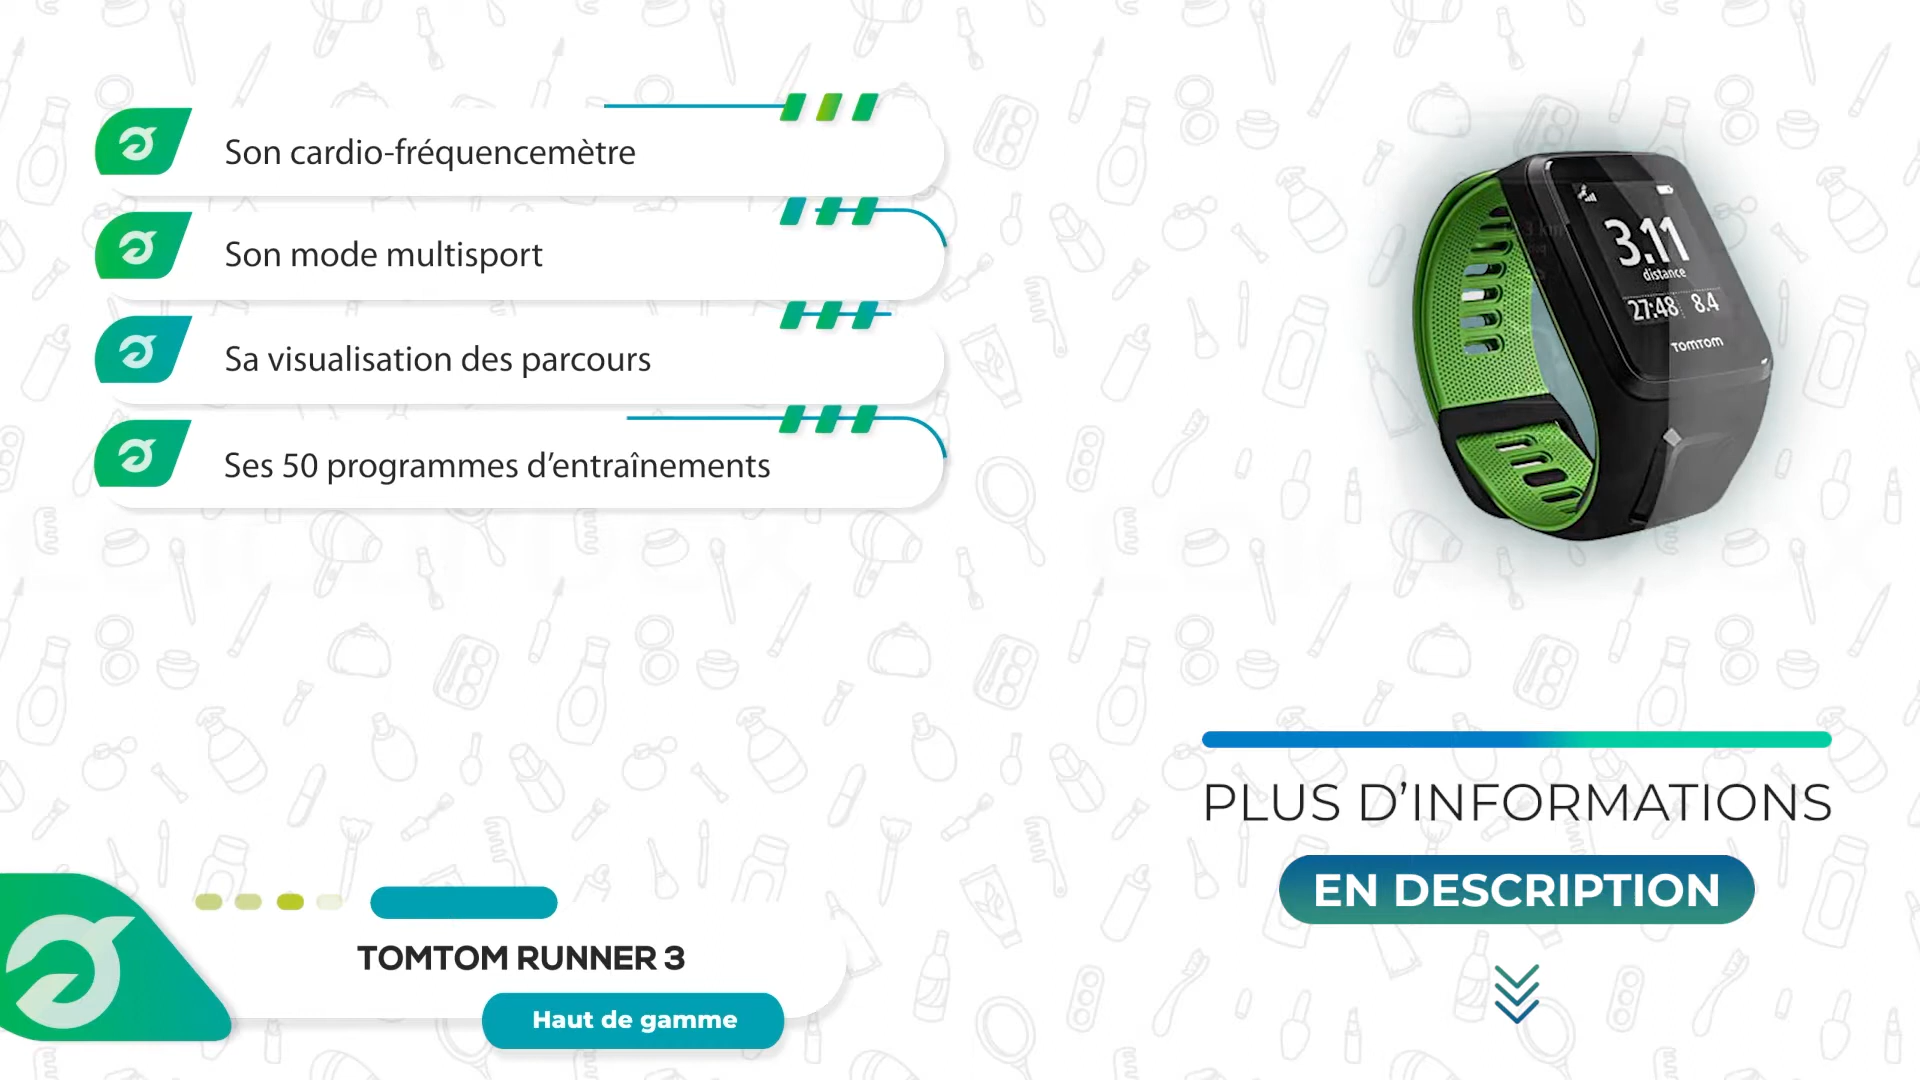 Son cardio-fréquencemètre
Son mode multisport
Sa visualisation des parcours
Ses 50 programmes d’entraînements
3.11
distance
27:48 8.4
TOMTOM
PLUS D’INFORMATIONS
EN DESCRIPTION
TOMTOM RUNNER 3
Haut de gamme